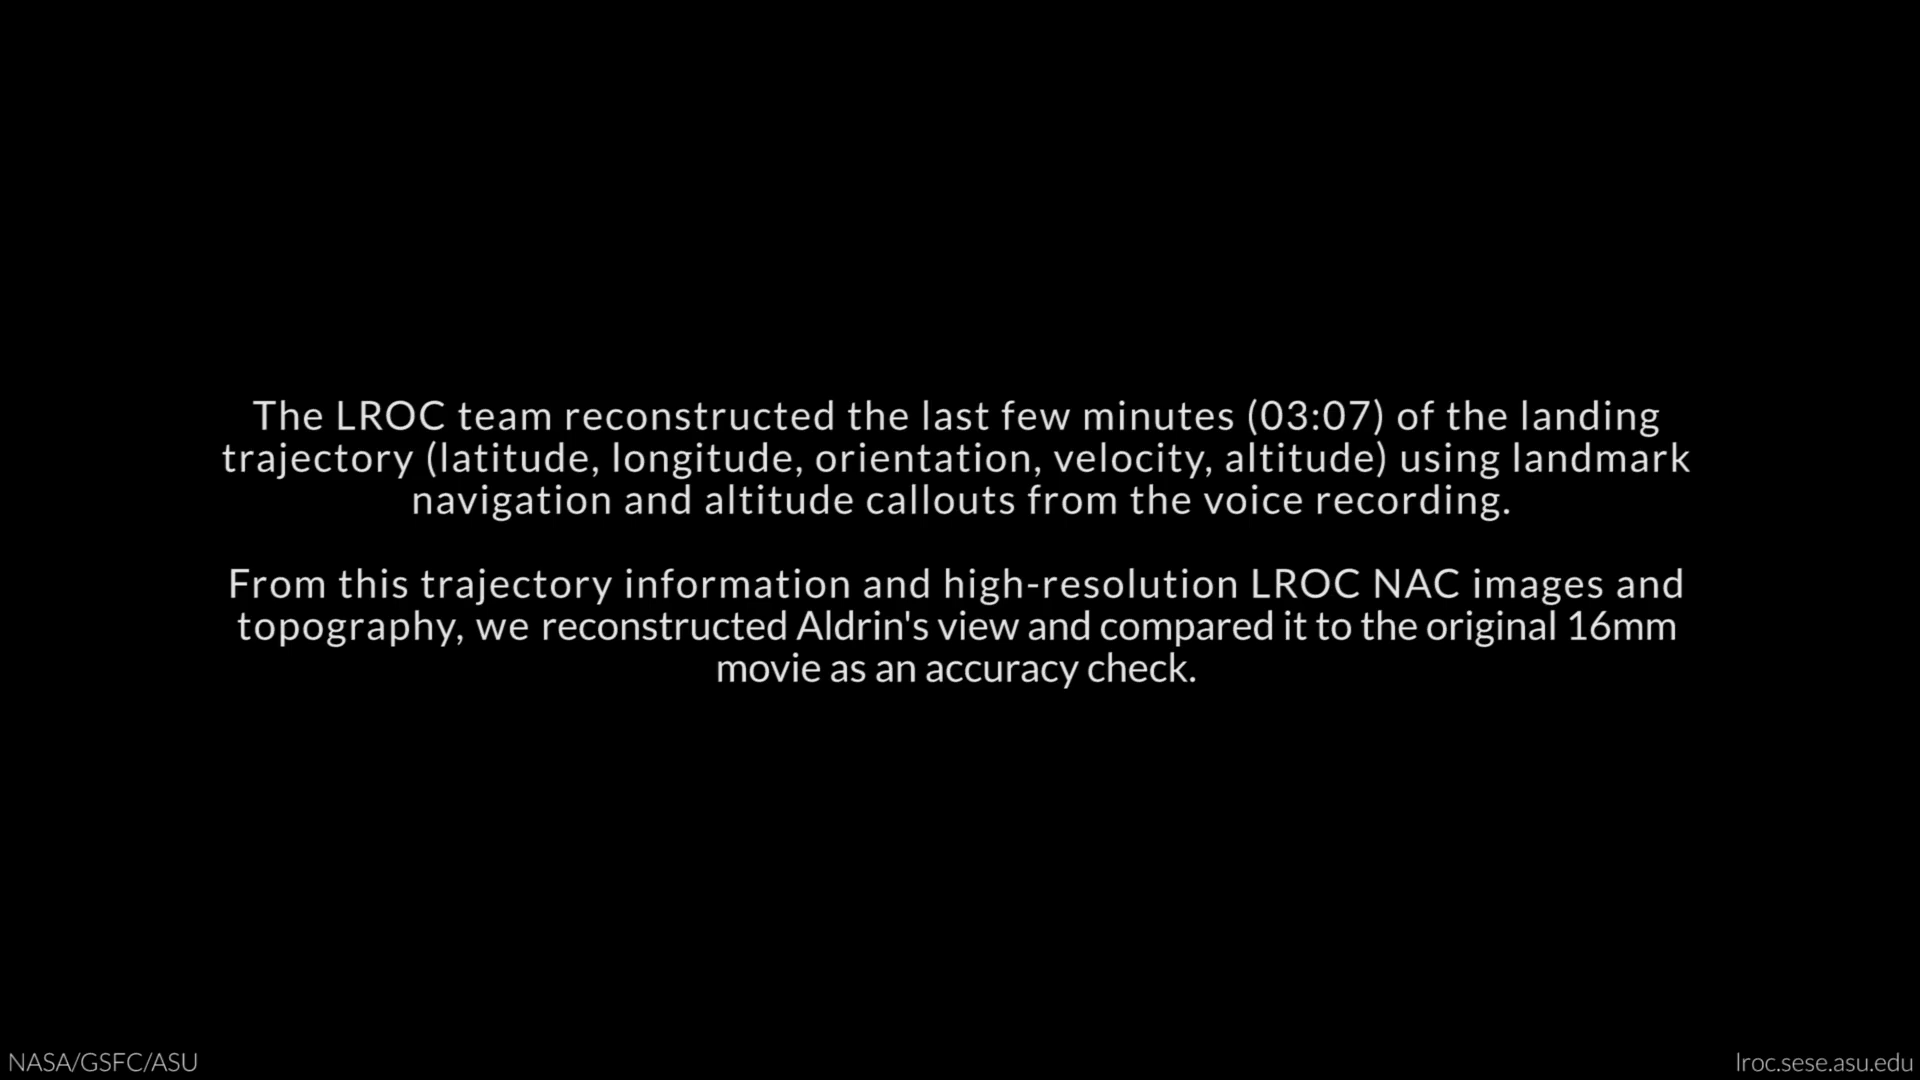 The LROC team reconstructed the last few minutes (03:07) of the landing
trajectory (latitude, longitude, orientation, velocity, altitude) using landmark
navigation and altitude callouts from the voice recording.
From this trajectory information and high-resolution LROC NAC images and
topography, we reconstructed Aldrin's view and compared it to the original 16mm
movie as an accuracy check.
NASA/GSFC/ASU
lroc.sese.asu.edu